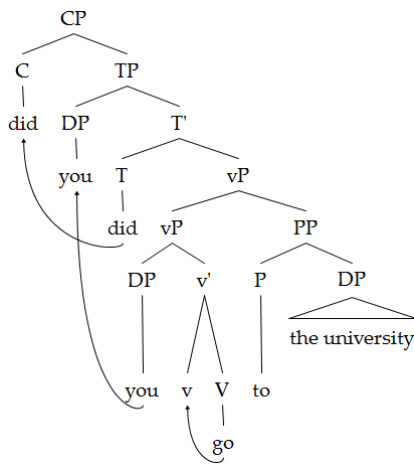 CP
C TP
did DP T'
you T vP
did vP PP
DP v' P DP
the university
you v V to
go